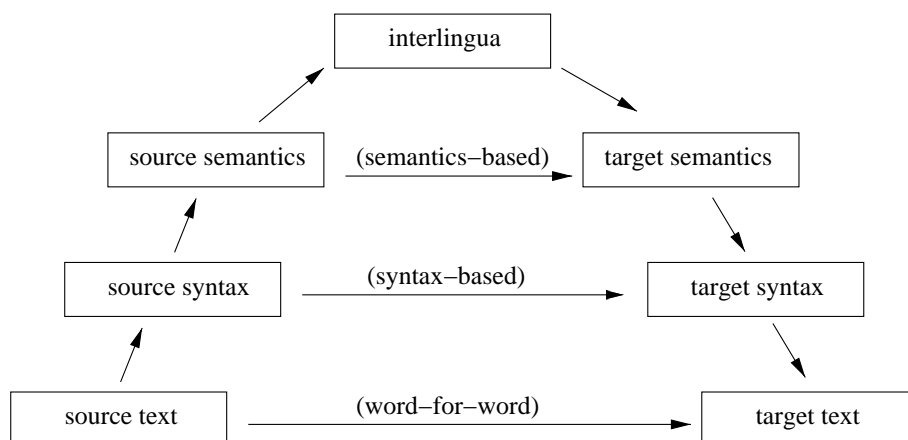 interlingua
source semantics
(semantics−based)
target semantics
source syntax
(syntax−based)
target syntax
source text
(word−for−word)
target text